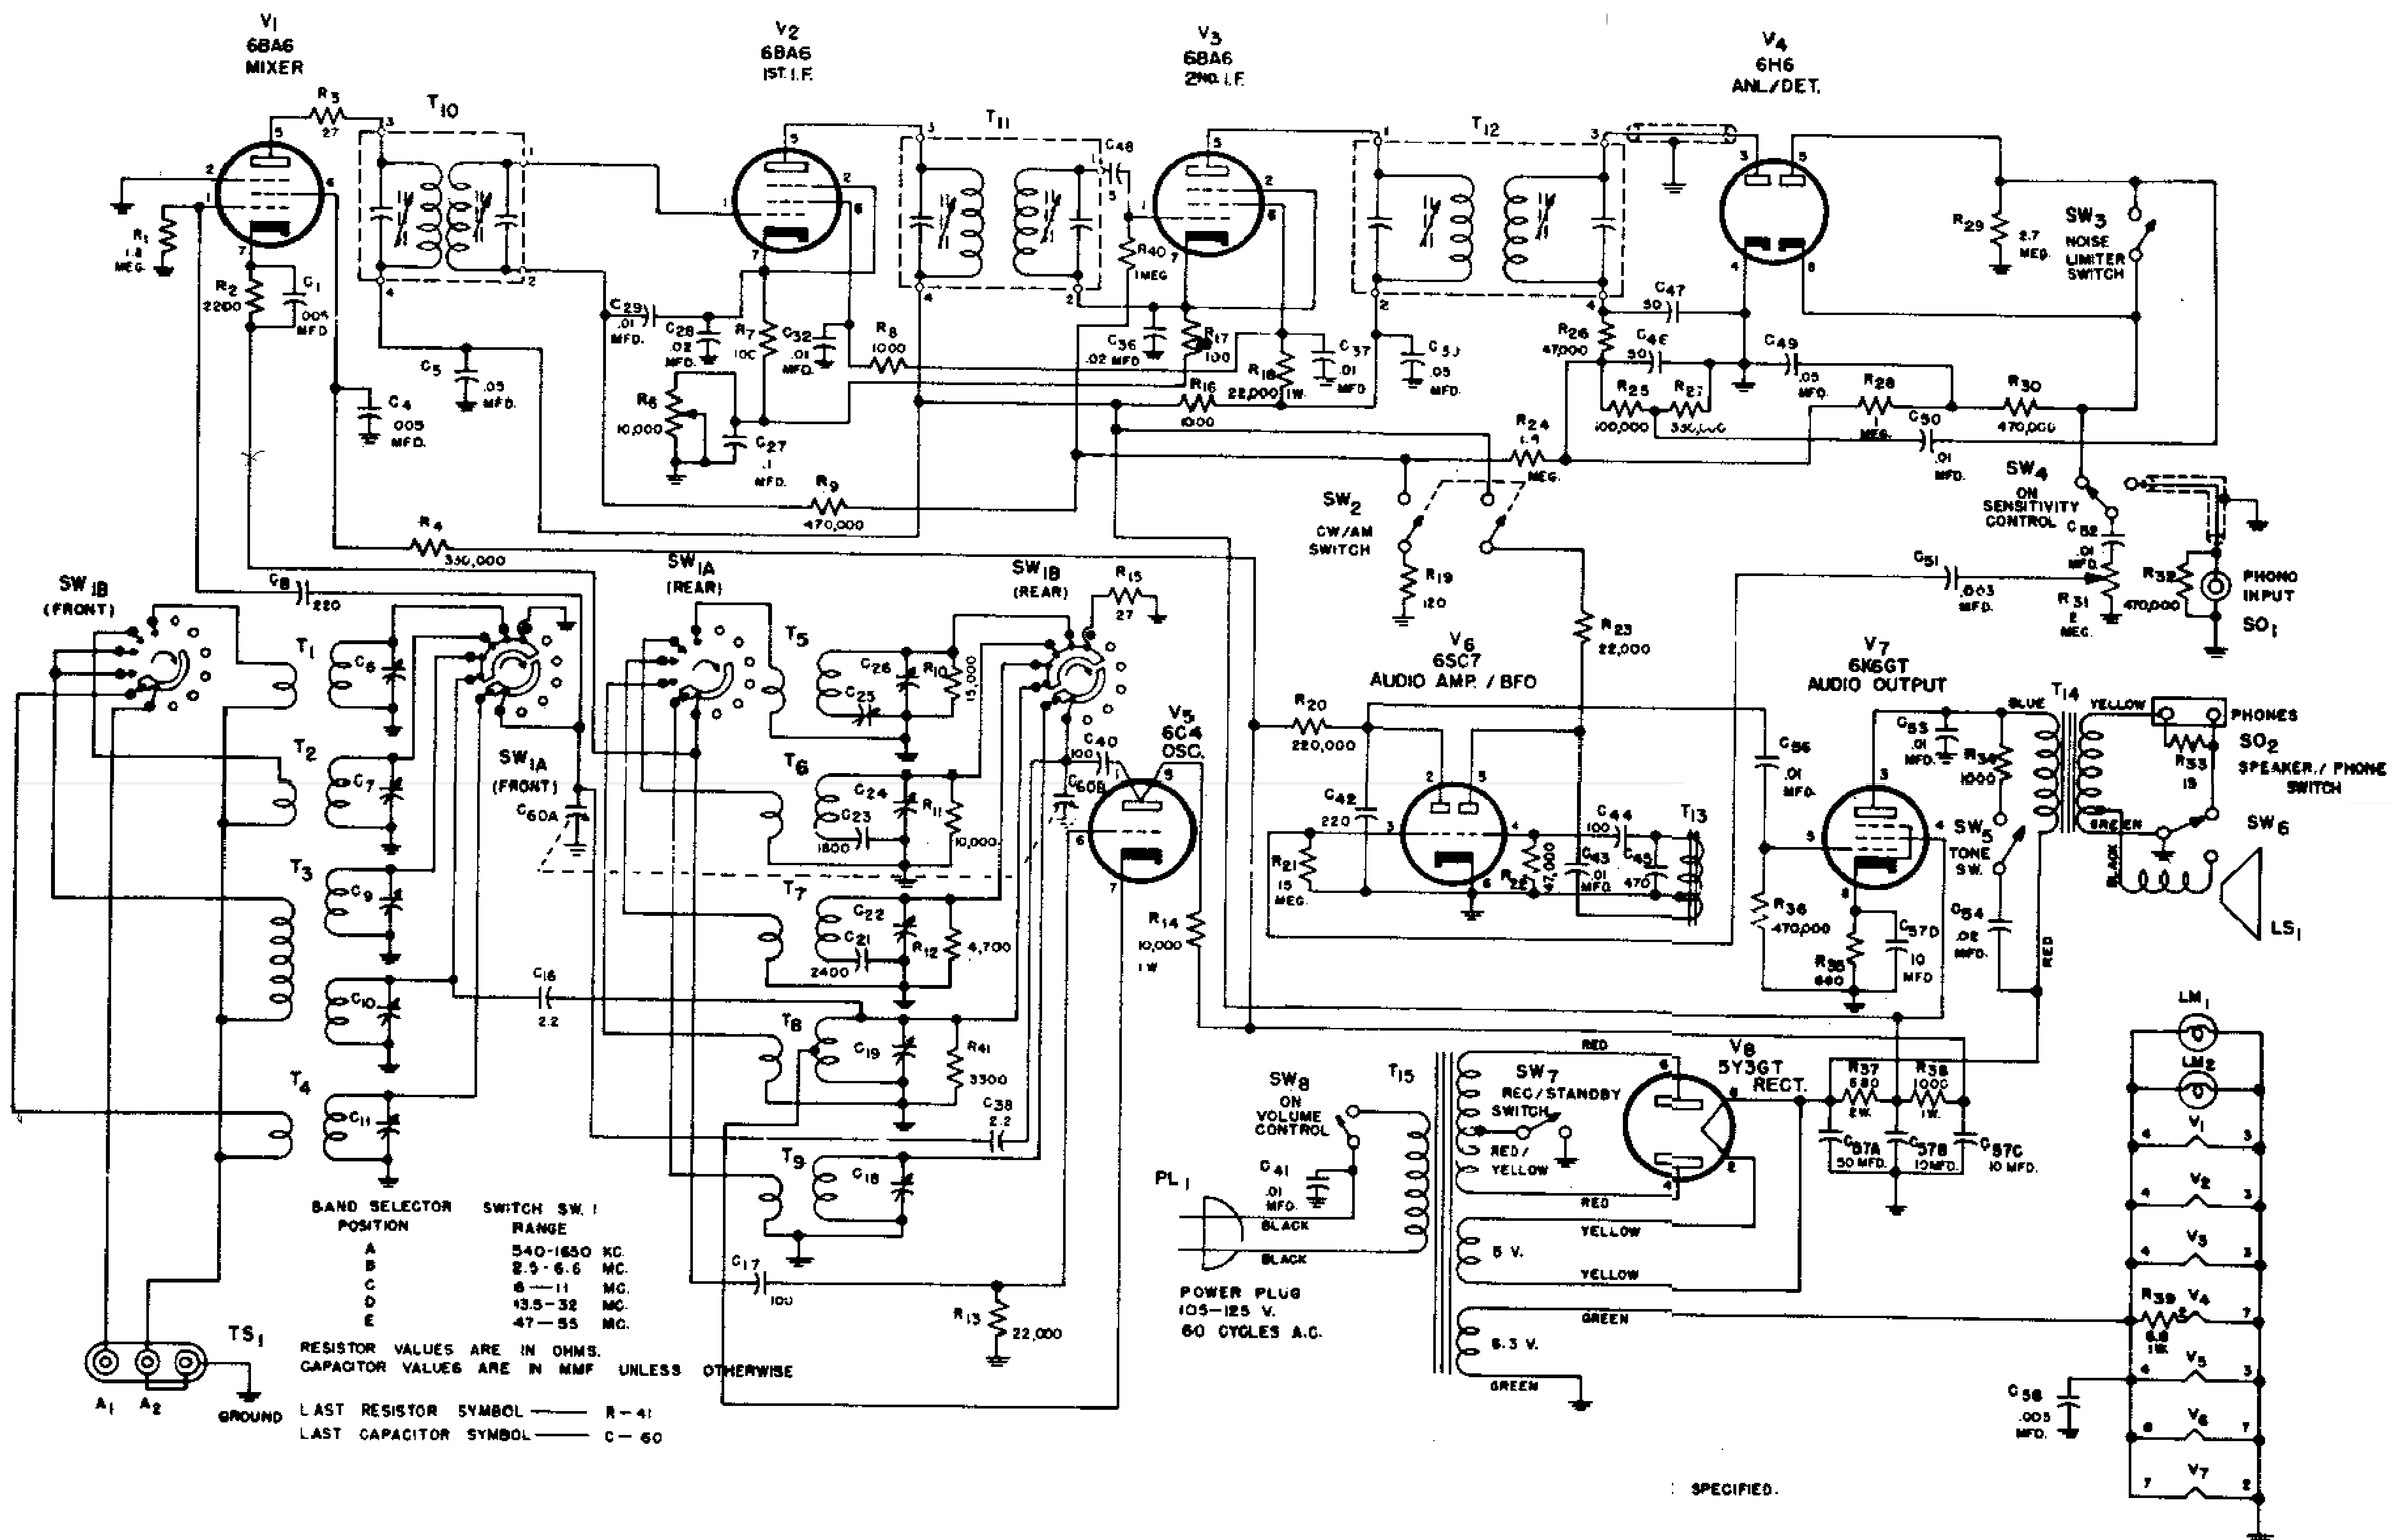 V1
6BA6
MIXER
V2
6BA6
1ST. I.F.
V3
6BA6
2ND. I.F.
V4
6H6
ANL/DET.
R3
27
T10
T11
C48
5
T12
R1
MEG.
R2
2200
C1
.005
MFD
C5
.05
MFD.
C4
.005
MFD.
C29
.01
MFD.
C28
.02
MFD.
R7
C32
.01
MFD.
R8
1000
R6
10,000
C27
.1
MFD.
R9
470,000
R40
1 MEG
C36
.02 MFD
R17
100
R16
1000
R18
22,000 1W.
C37
.01
MFD
.05
MFD.
R26
47,000
C47
50
C46
50
R25
100,000
R27
C49
.05
MFD.
R28
1
MEG.
R30
470,000
C50
.01
MFD.
R29
2.7
MEG.
SW3
NOISE
LIMITER
SWITCH
R24
MEG.
SW2
CW/AM
SWITCH
R19
120
R23
22,000
SW4
ON
SENSITIVITY
CONTROL
C52
.01
MFD.
C51
.003
MFD.
R31
2
MEG.
R32
470,000
PHONO
INPUT
SO1
R4
330,000
C8
220
SW1B
(FRONT)
SW1A
(REAR)
SW1B
(REAR)
R15
27
T1
C6
T2
C7
T3
C9
C10
T4
C11
SW1A
(FRONT)
C60A
T5
C26
C25
R10
15,000
T6
C24
C23
1800
R11
10,000
T7
C22
C21
2400
R12
4,700
T8
C19
R41
3300
C38
2.2
T9
C18
C16
2.2
C17
100
R13
22,000
C40
100
C60B
V5
6C4
OSC.
R14
10,000
1 W
V6
6SC7
AUDIO AMP. / BFO
R20
220,000
C42
220
R21
15
MEG.
R22
47,000
C43
.01
MFD.
C44
100
C45
470
T13
C56
.01
MFD.
R36
470,000
V7
6K6GT
AUDIO OUTPUT
C53
.01
MFD.
R34
1000
SW5
TONE
SW.
C54
.02
MFD.
R35
680
C57D
10
MFD
BLUE
T14
YELLOW
RED
GREEN
BLACK
PHONES
SO2
R33
15
SPEAKER / PHONE
SWITCH
SW6
LS1
SW8
ON
VOLUME
CONTROL
T15
C41
.01
MFD.
PL1
BLACK
BLACK
POWER PLUG
105-125 V.
60 CYCLES A.C.
RED
SW7
REC/STANDBY
SWITCH
RED/
YELLOW
RED
YELLOW
5 V.
YELLOW
GREEN
6.3 V.
GREEN
V8
5Y3GT
RECT.
R37
680
2W.
R38
1000
1W.
C57A
50 MFD.
C57B
10MFD.
C57C
10 MFD.
LM1
LM2
4 V1 3
4 V2 3
4 V3 3
R39 2 V4 7
6.8
1W.
4 V5 3
8 V6 7
7 V7 2
C58
.005
MFD.
BAND SELECTOR SWITCH SW. 1
POSITION RANGE
A 540-1650 KC.
B 2.5-6.6 MC.
C 6—11 MC.
D 13.5—32 MC.
E 47—55 MC.
RESISTOR VALUES ARE IN OHMS.
CAPACITOR VALUES ARE IN MMF UNLESS OTHERWISE
SPECIFIED.
LAST RESISTOR SYMBOL —— R-41
LAST CAPACITOR SYMBOL —— C-60
TS1
A1 A2
GROUND